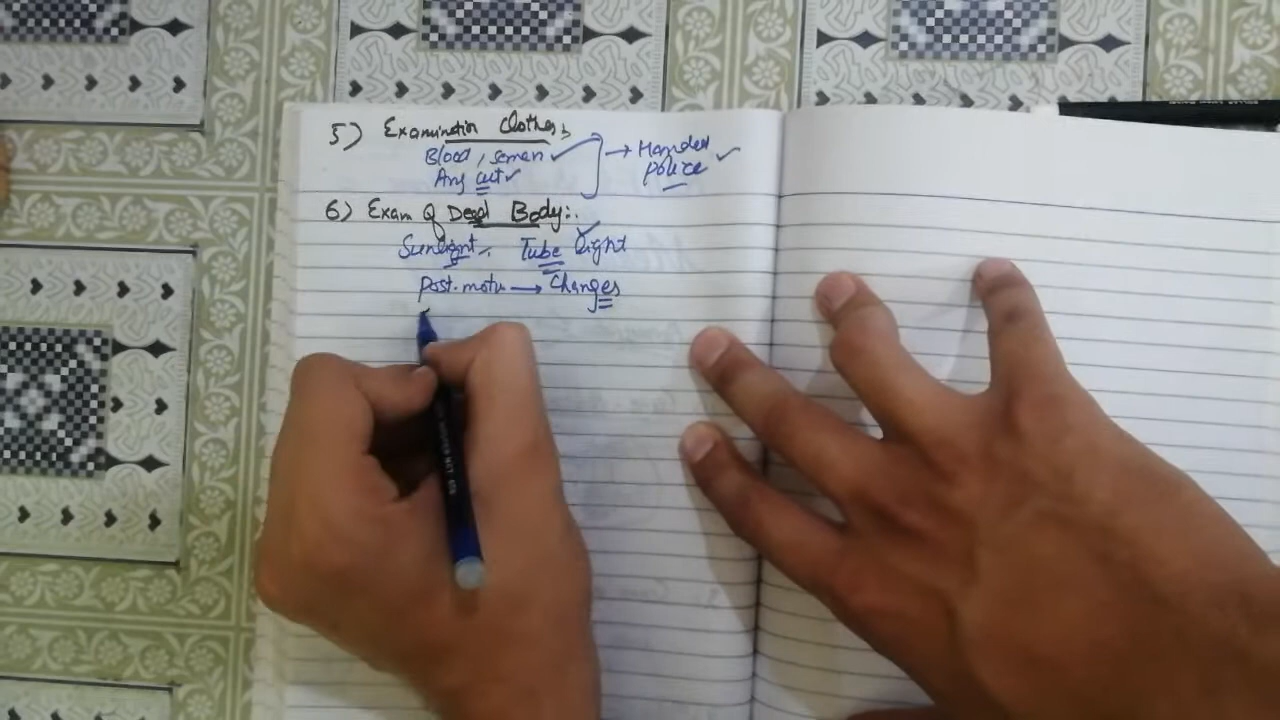 5) Examination Clothes
Blood, semen → Handed
Any cut police
6) Exam of Dead Body:.
Sunlight, Tube light
Post-motu → Changes